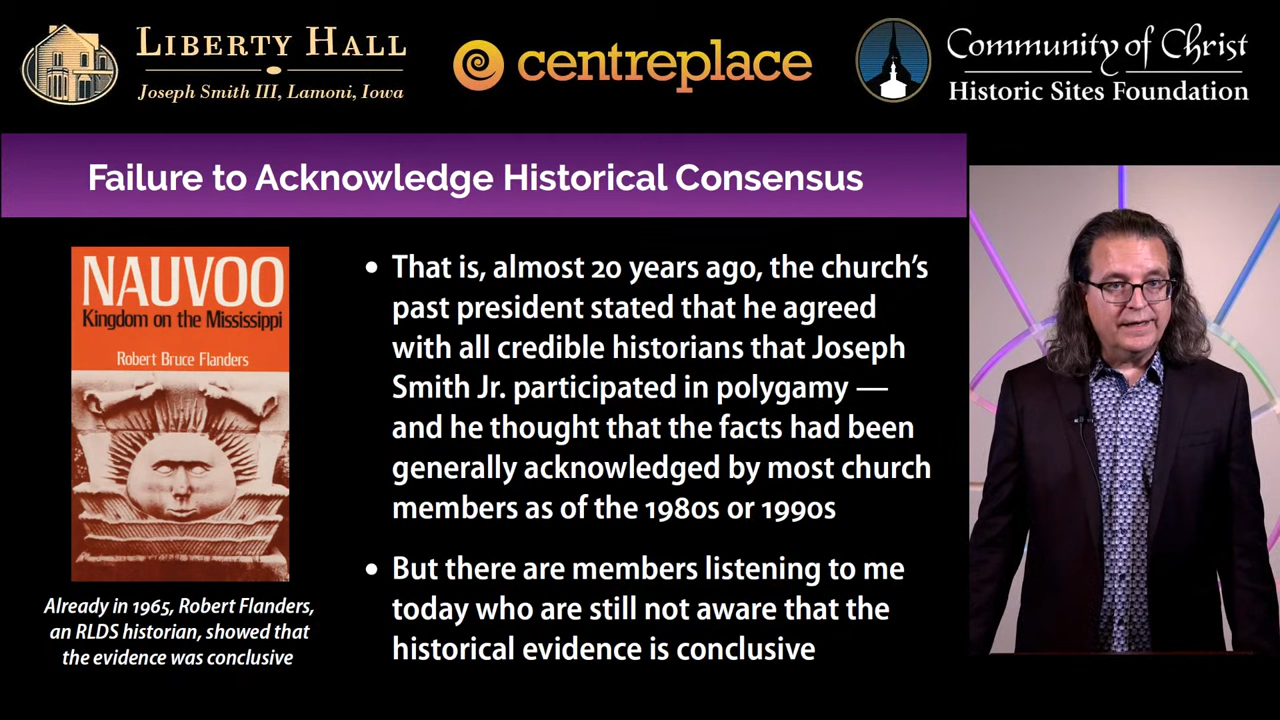 LIBERTY HALL
Joseph Smith III, Lamoni, Iowa
centreplace
Community of Christ
Historic Sites Foundation
Failure to Acknowledge Historical Consensus
NAUVOO
Kingdom on the Mississippi
Robert Bruce Flanders
Already in 1965, Robert Flanders,
an RLDS historian, showed that
the evidence was conclusive
• That is, almost 20 years ago, the church's
past president stated that he agreed
with all credible historians that Joseph
Smith Jr. participated in polygamy —
and he thought that the facts had been
generally acknowledged by most church
members as of the 1980s or 1990s
• But there are members listening to me
today who are still not aware that the
historical evidence is conclusive